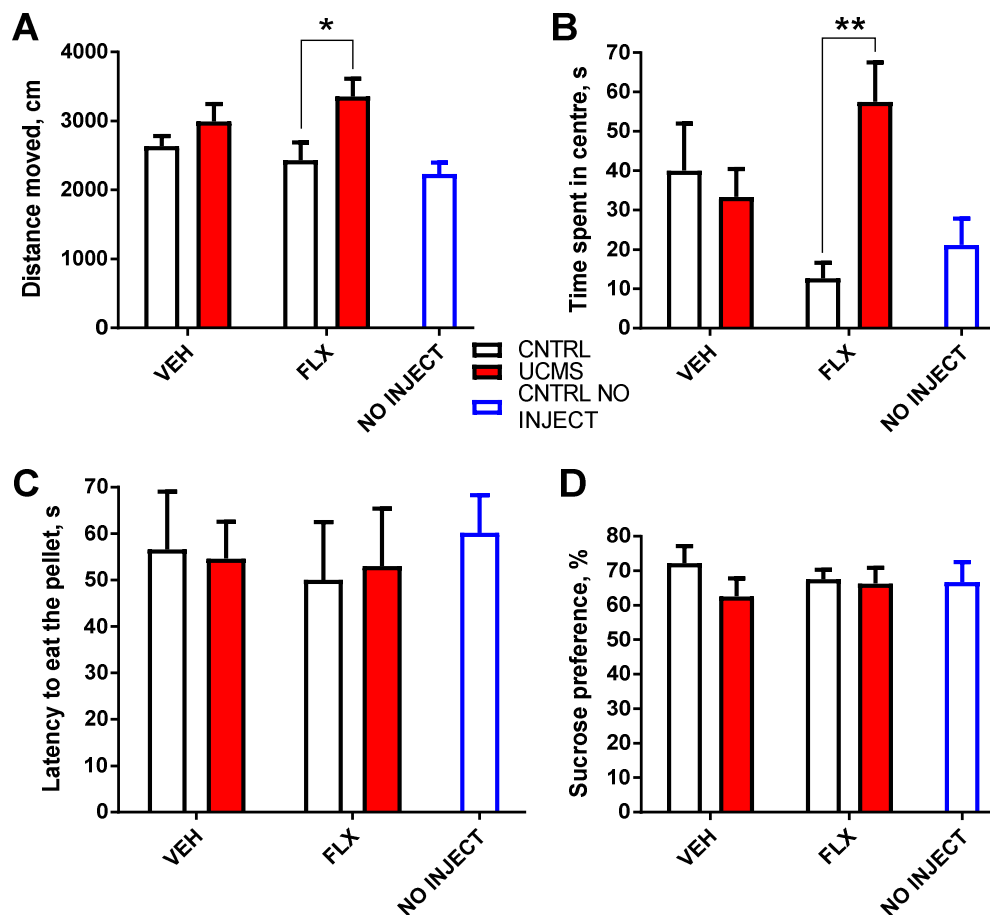 A
Distance moved, cm
4000
3000
2000
1000
0
*
VEH
FLX
NO INJECT
B
Time spent in centre, s
70
60
50
40
30
20
10
0
**
VEH
FLX
NO INJECT
CNTRL
UCMS
CNTRL NO
INJECT
C
Latency to eat the pellet, s
70
60
50
40
30
20
10
0
VEH
FLX
NO INJECT
D
Sucrose preference, %
80
70
60
50
40
30
20
10
0
VEH
FLX
NO INJECT